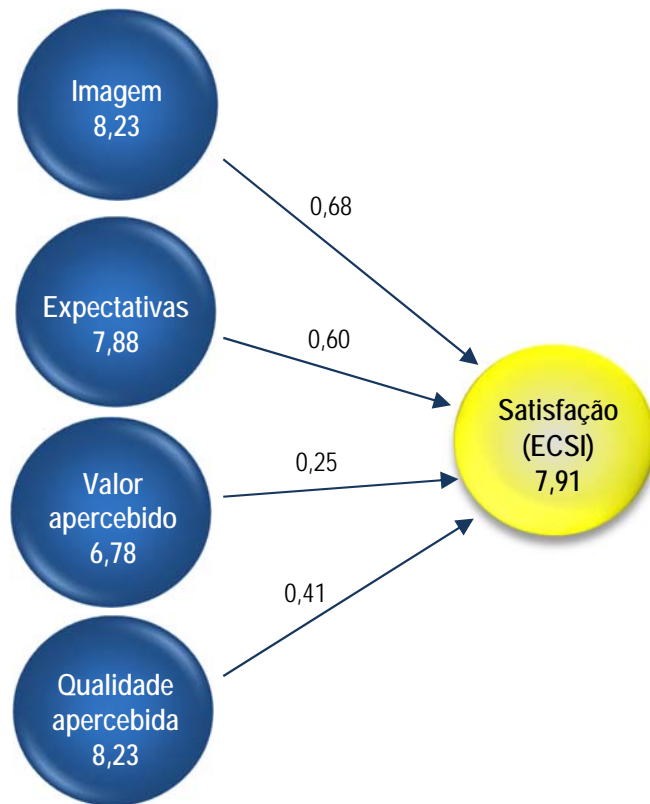 Imagem
8,23
0,68
Expectativas
7,88
0,60
Satisfação
(ECSI)
7,91
Valor
apercebido
6,78
0,25
0,41
Qualidade
apercebida
8,23